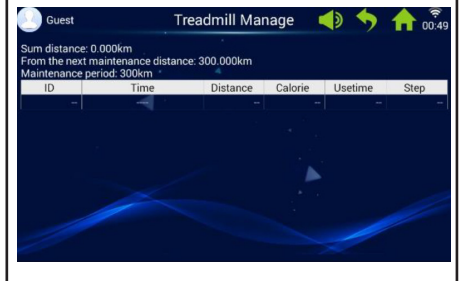 Guest Treadmill Manage 00:49
Sum distance: 0.000km
From the next maintenance distance: 300.000km
Maintenance period: 300km
ID Time Distance Calorie Usetime Step
-- ---- -- -- -- --